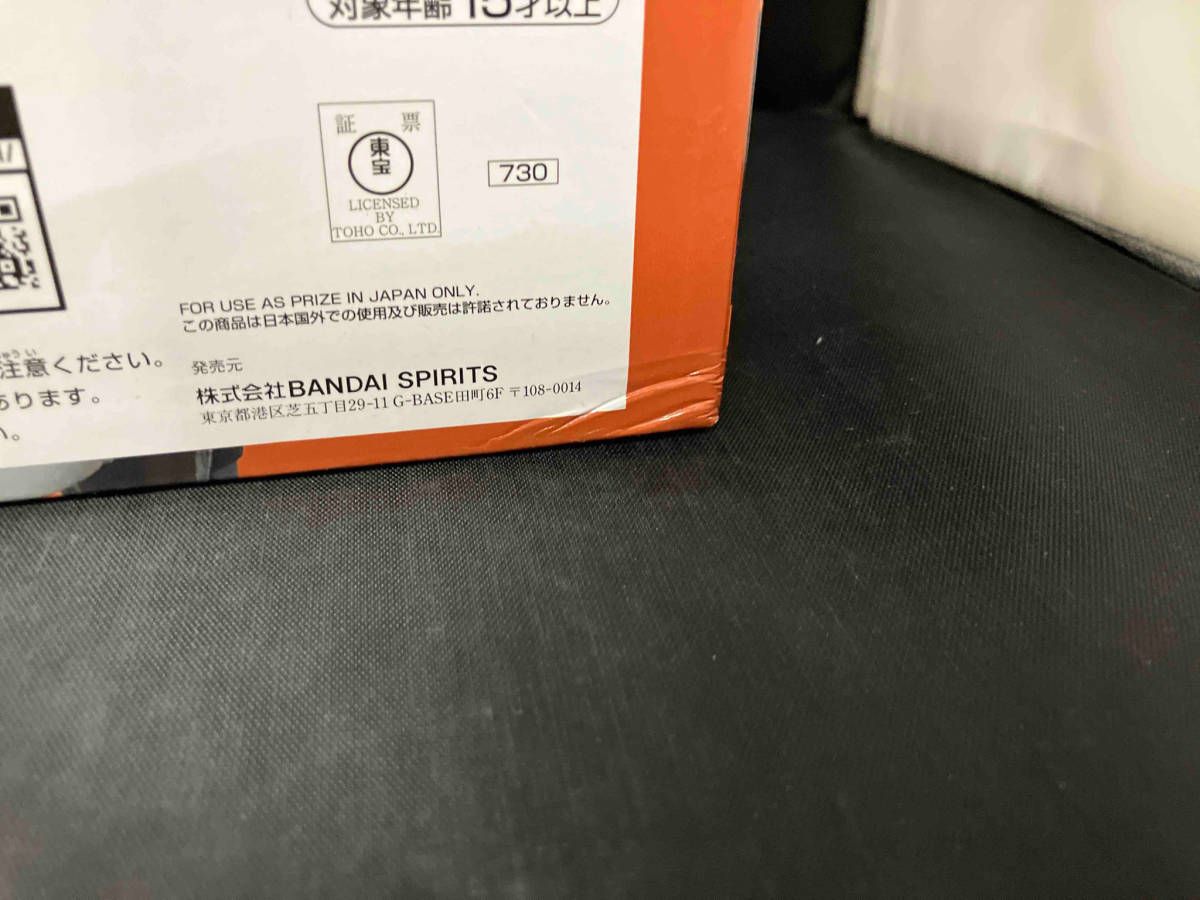 対象年齢 15才以上
証 票
東宝
LICENSED
BY
TOHO CO., LTD.
730
FOR USE AS PRIZE IN JAPAN ONLY.
この商品は日本国外での使用及び販売は許諾されておりません。
注意ください。
あります。
い。
発売元
株式会社BANDAI SPIRITS
東京都港区芝五丁目29-11 G-BASE田町6F 〒108-0014